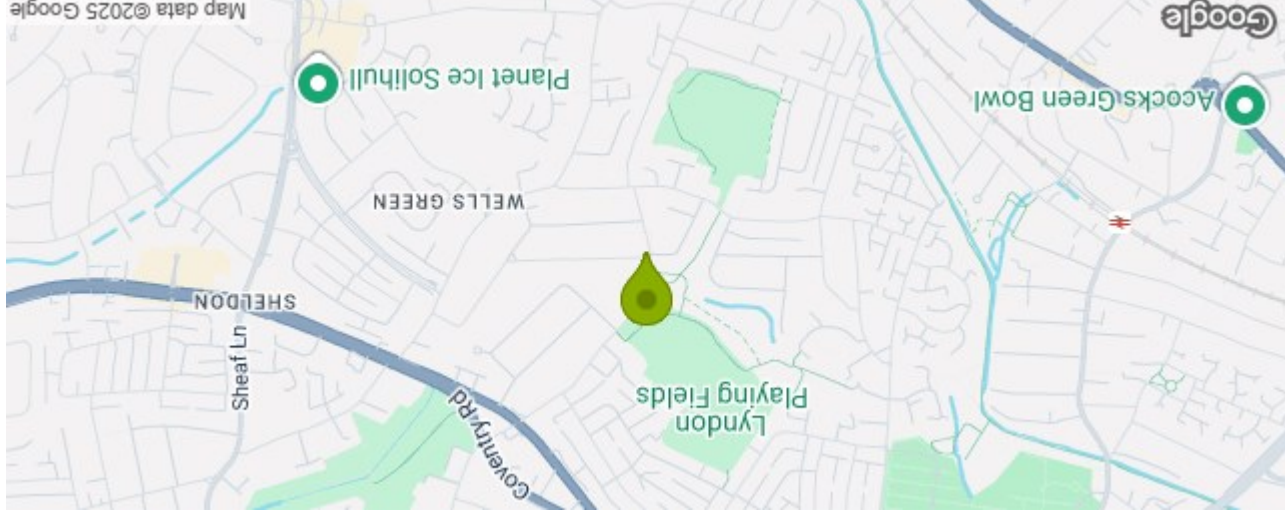 Coventry Rd
Lyndon
Playing Fields
Sheaf Ln
SHELDON
WELLS GREEN
Acocks Green Bowl
Planet Ice Solihull
Google
Map data ©2025 Google